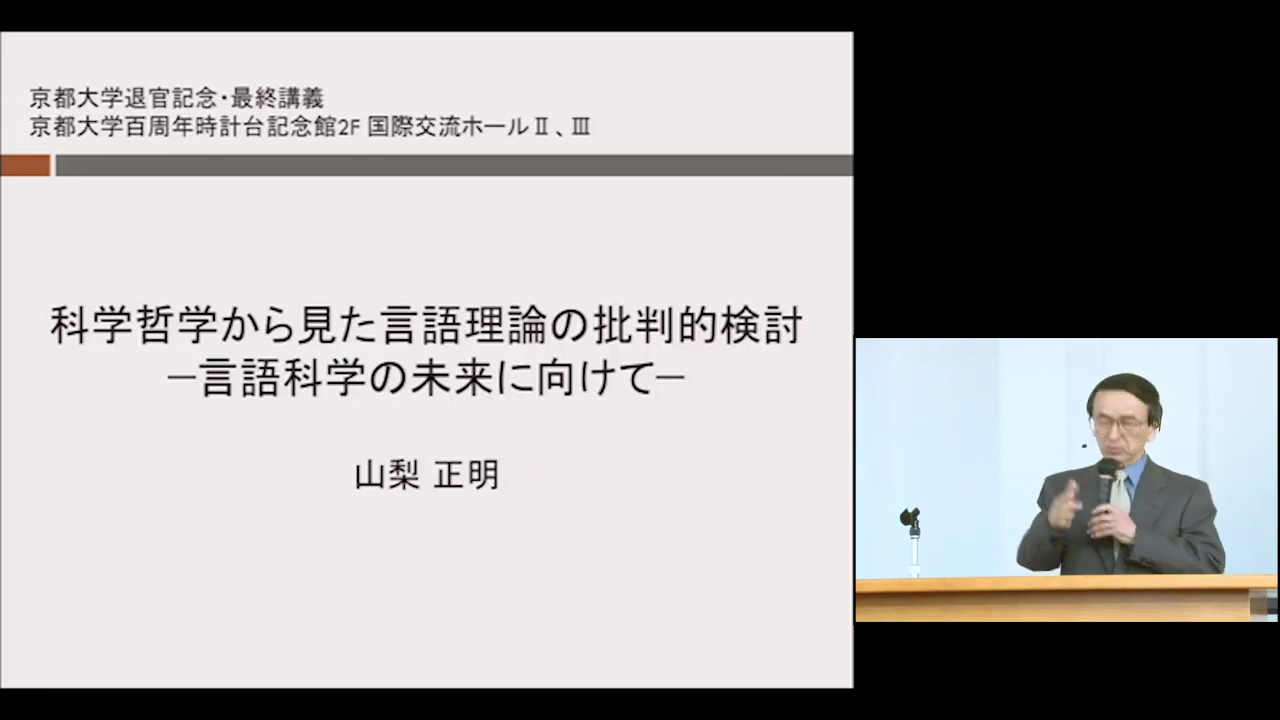 京都大学退官記念・最終講義
京都大学百周年時計台記念館2F 国際交流ホールⅡ、Ⅲ
科学哲学から見た言語理論の批判的検討
－言語科学の未来に向けて－
山梨 正明